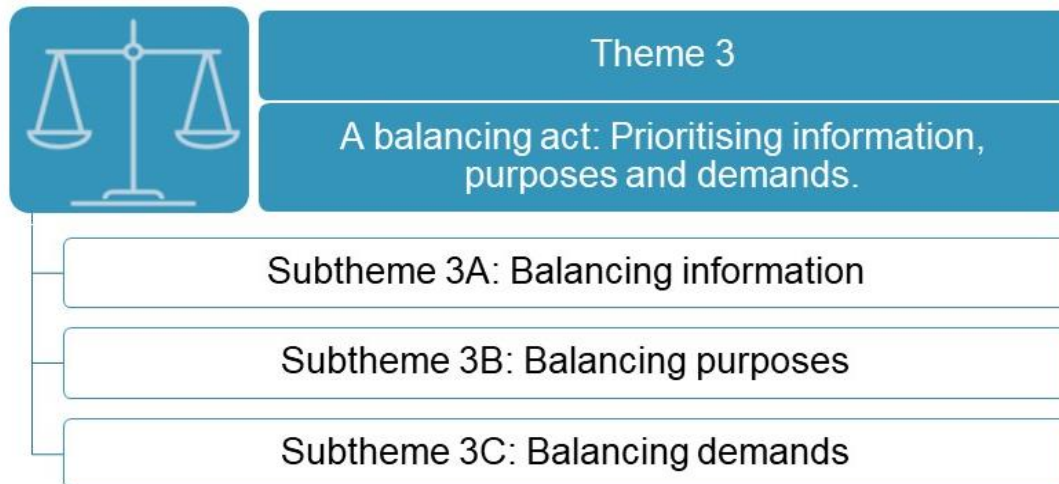 Theme 3
A balancing act: Prioritising information,
purposes and demands.
Subtheme 3A: Balancing information
Subtheme 3B: Balancing purposes
Subtheme 3C: Balancing demands